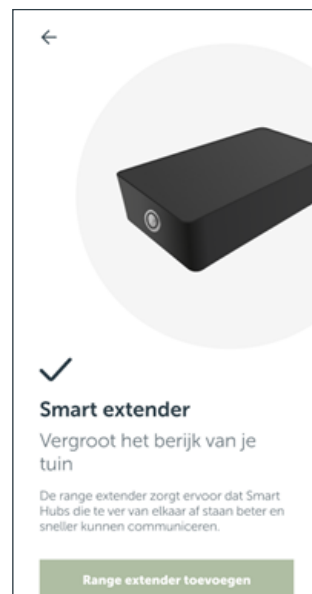 Smart extender
Vergroot het berijk van je
tuin
De range extender zorgt ervoor dat Smart
Hubs die te ver van elkaar af staan beter en
sneller kunnen communiceren.
Range extender toevoegen